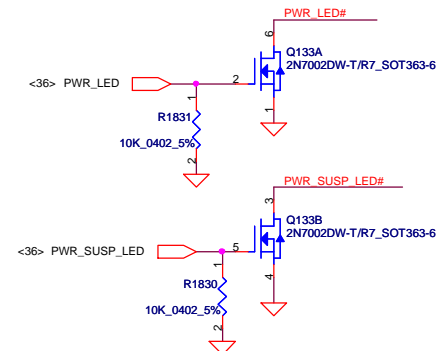 PWR_LED#
6
Q133A
2N7002DW-T/R7_SOT363-6
<36> PWR_LED
2
1
R1831
1
10K_0402_5%
2
PWR_SUSP_LED#
3
Q133B
2N7002DW-T/R7_SOT363-6
<36> PWR_SUSP_LED
5
1
4
R1830
10K_0402_5%
2